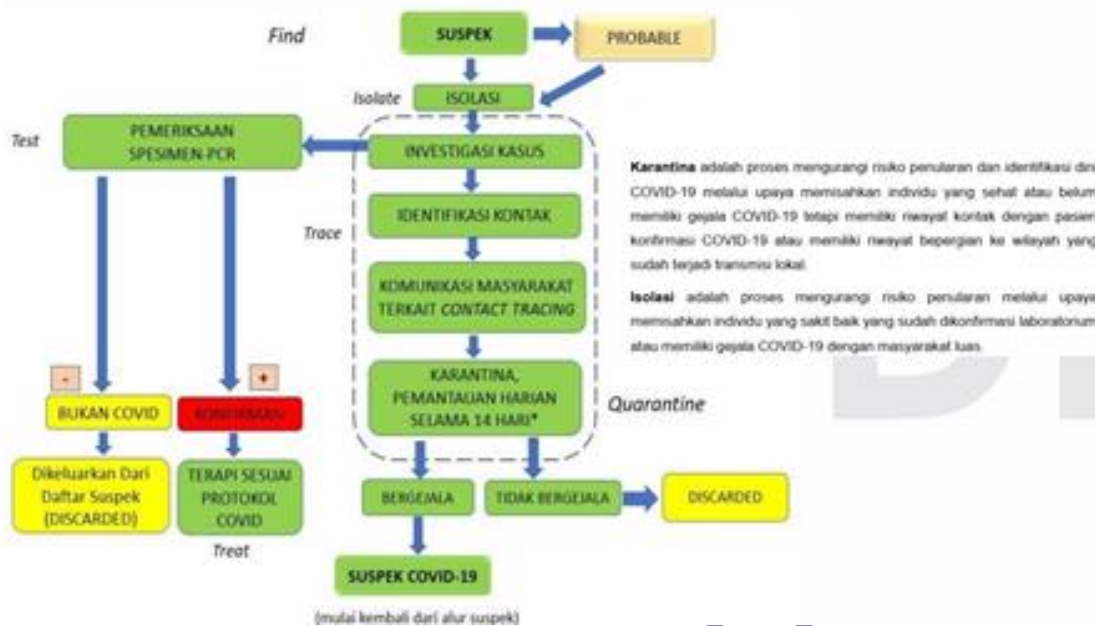 Find
SUSPEK
PROBABLE
Isolate
ISOLASI
Test
PEMERIKSAAN
SPESIMEN-PCR
INVESTIGASI KASUS
Trace
IDENTIFIKASI KONTAK
KOMUNIKASI MASYARAKAT
TERKAIT CONTACT TRACING
KARANTINA,
PEMANTAUAN HARIAN
SELAMA 14 HARI*
Quarantine
-
+
BUKAN COVID
KONFIRMASI
Dikeluarkan Dari
Daftar Suspek
(DISCARDED)
TERAPI SESUAI
PROTOKOL
COVID
Treat
BERGEJALA
TIDAK BERGEJALA
DISCARDED
SUSPEK COVID-19
(mulai kembali dari alur suspek)
Karantina adalah proses mengurangi risiko penularan dan identifikasi dini
COVID-19 melalui upaya memisahkan individu yang sehat atau belum
memiliki gejala COVID-19 tetapi memiliki riwayat kontak dengan pasien
konfirmasi COVID-19 atau memiliki riwayat bepergian ke wilayah yang
sudah terjadi transmisi lokal.
Isolasi adalah proses mengurangi risiko penularan melalui upaya
memisahkan individu yang sakit baik yang sudah dikonfirmasi laboratorium
atau memiliki gejala COVID-19 dengan masyarakat luas.